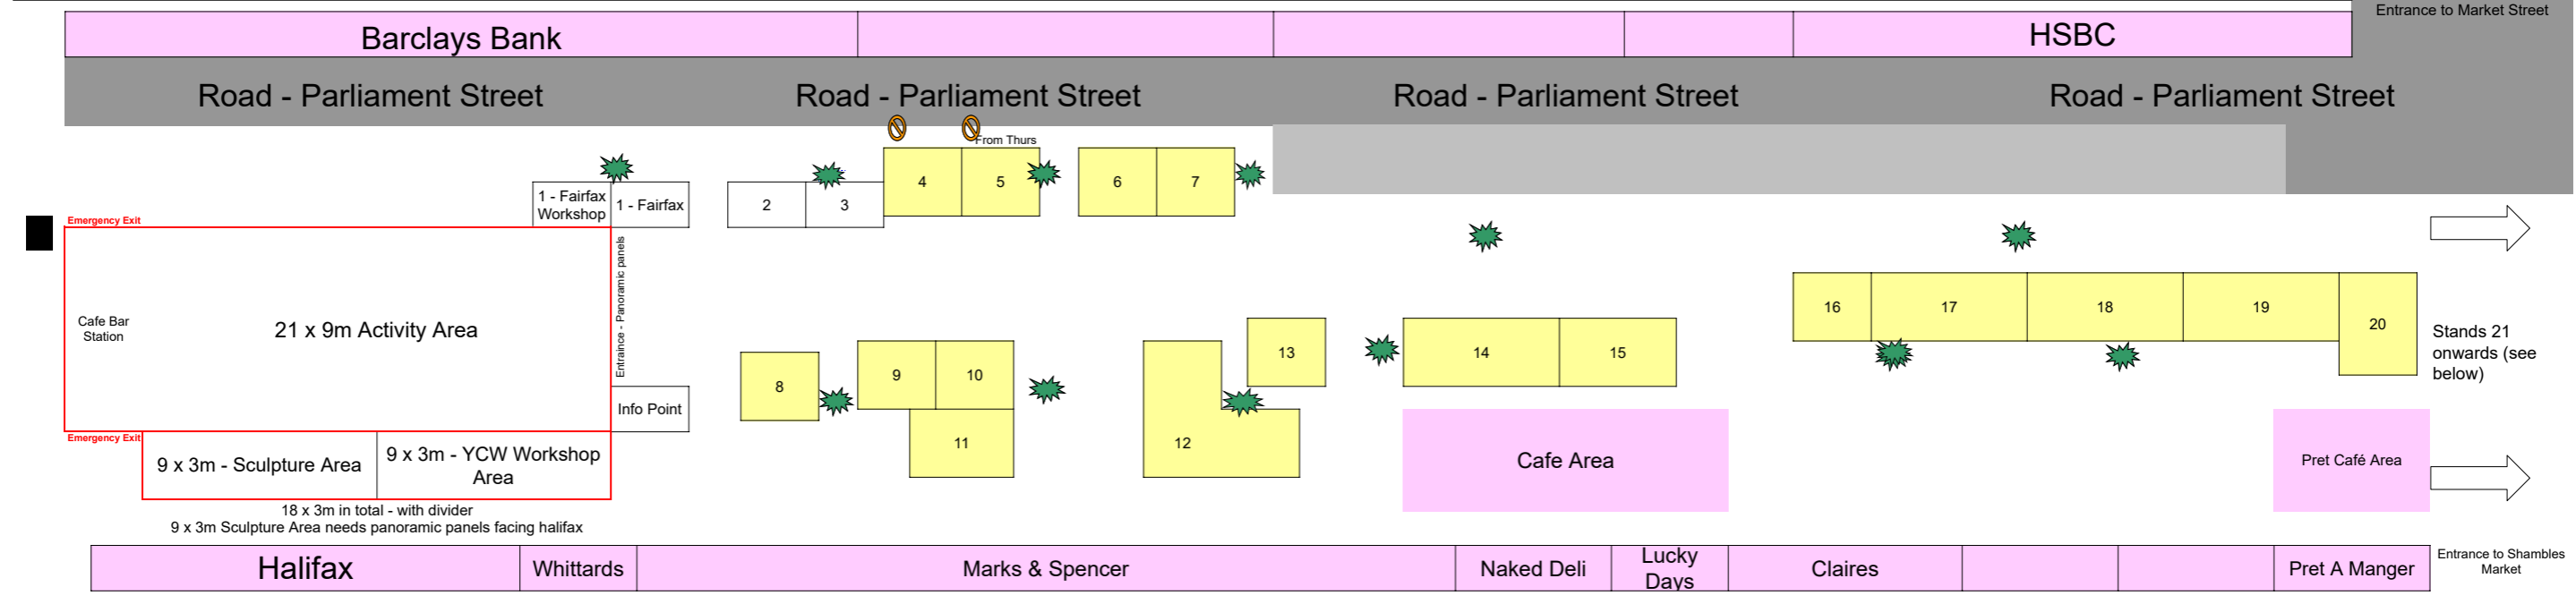 Entrance to Market Street
Barclays Bank
HSBC
Road - Parliament Street
Road - Parliament Street
Road - Parliament Street
Road - Parliament Street
From Thurs
1 - Fairfax
Workshop
1 - Fairfax
2
3
4
5
6
7
Emergency Exit
Entraince - Panoramic panels
Cafe Bar
Station
21 x 9m Activity Area
Info Point
8
9
10
11
12
13
14
15
16
17
18
19
20
Stands 21
onwards (see
below)
Emergency Exit
9 x 3m - Sculpture Area
9 x 3m - YCW Workshop
Area
Cafe Area
Pret Café Area
18 x 3m in total - with divider
9 x 3m Sculpture Area needs panoramic panels facing halifax
Halifax
Whittards
Marks & Spencer
Naked Deli
Lucky
Days
Claires
Pret A Manger
Entrance to Shambles
Market